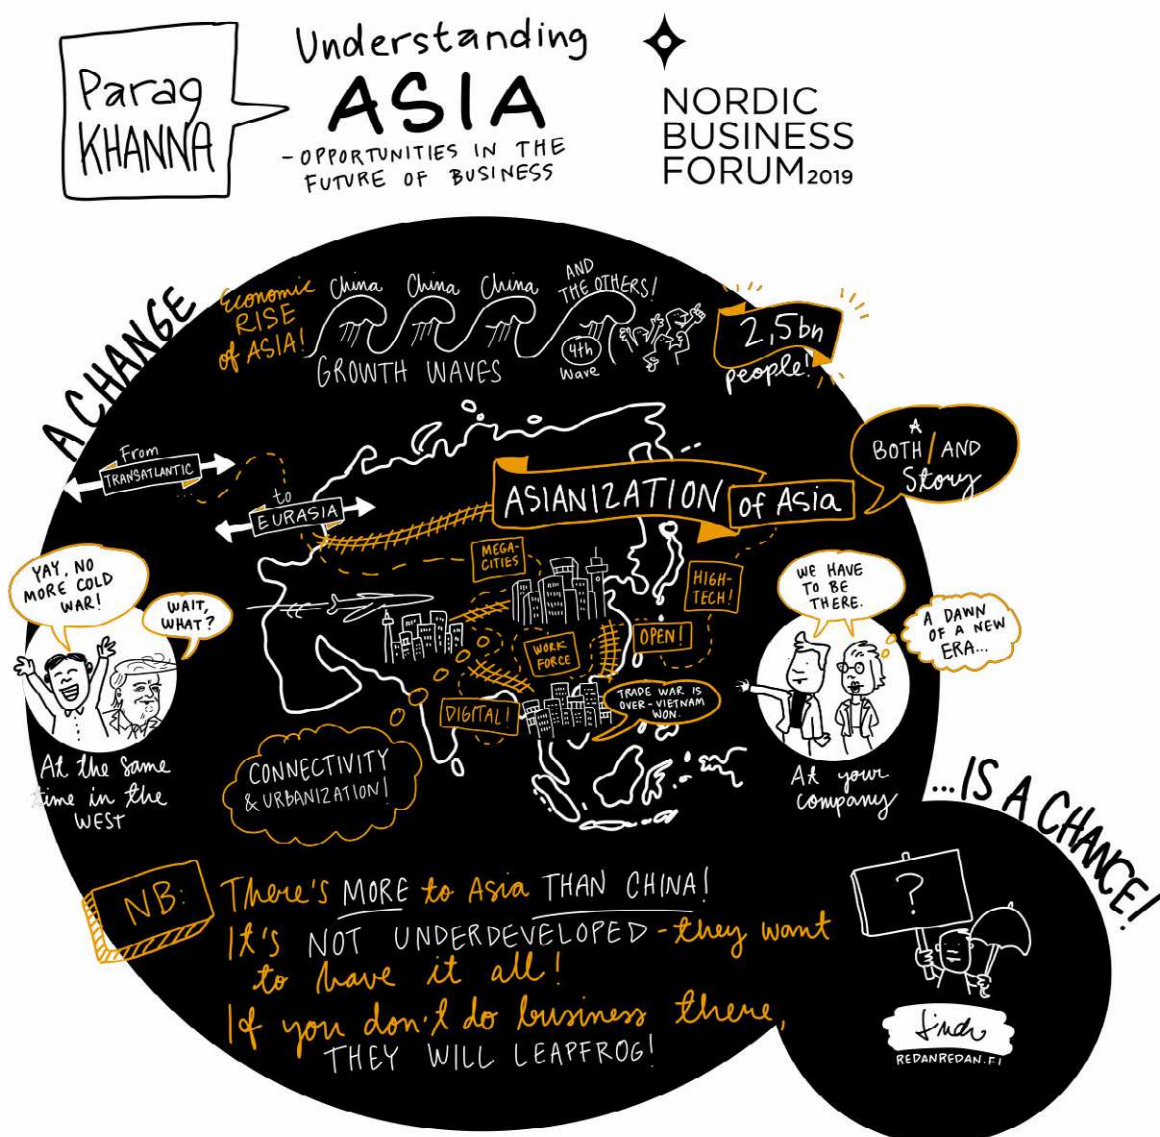 Parag
KHANNA
Understanding
ASIA
- OPPORTUNITIES IN THE
FUTURE OF BUSINESS
NORDIC
BUSINESS
FORUM 2019
A CHANGE
Economic
RISE
of ASIA!
China
China
China
AND
THE OTHERS!
4th
Wave
GROWTH WAVES
2,5bn
people!
From
TRANSATLANTIC
to
EURASIA
ASIANIZATION
of Asia
A
BOTH / AND
Story
YAY, NO
MORE COLD
WAR!
WAIT,
WHAT?
At the same
time in the
WEST
MEGA-
CITIES
HIGH-
TECH!
WORK
FORCE
OPEN!
DIGITAL!
TRADE WAR IS
OVER - VIETNAM
WON.
CONNECTIVITY
& URBANIZATION!
WE HAVE
TO BE
THERE.
A DAWN
OF A NEW
ERA...
At your
company
...IS A CHANCE!
NB:
There's MORE to Asia THAN CHINA!
It's NOT UNDERDEVELOPED - they want
to have it all!
If you don't do business there,
THEY WILL LEAPFROG!
?
REDANREDAN.FI